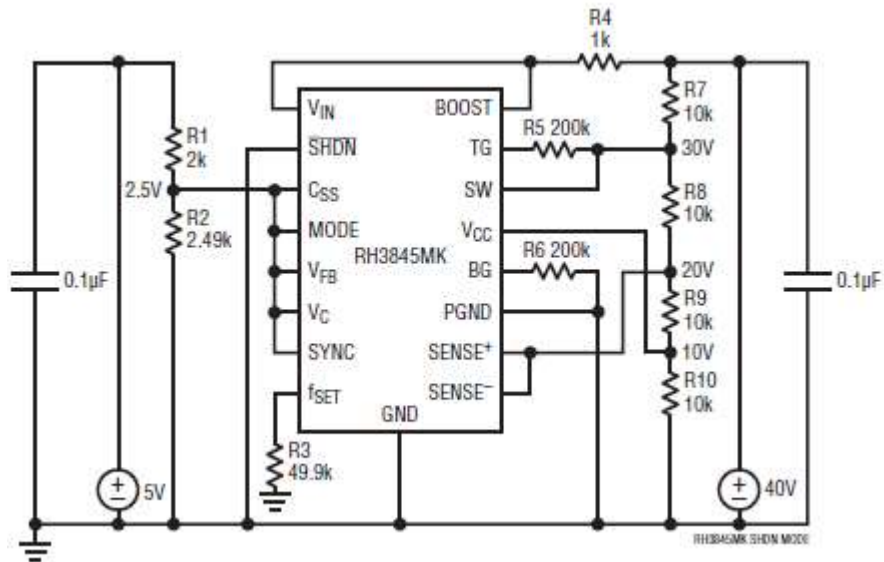 R4
1k
R7
10k
R1
2k
2.5V
R2
2.49k
0.1µF
5V
VIN
SHDN
CSS
MODE
VFB
VC
SYNC
fSET
GND
RH3845MK
BOOST
TG
SW
VCC
BG
PGND
SENSE+
SENSE–
R5 200k
R6 200k
30V
R8
10k
20V
R9
10k
10V
R10
10k
0.1µF
R3
49.9k
40V
RH3845MK SHDN MODE